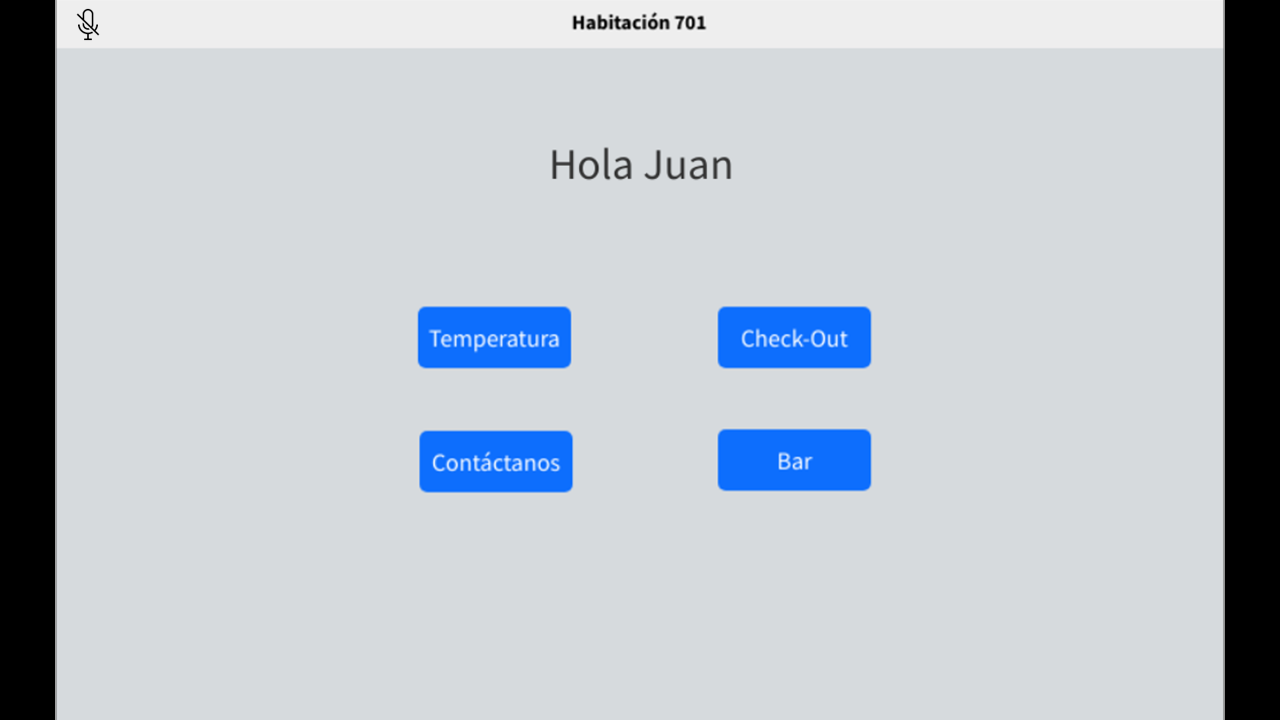 Habitación 701
Hola Juan
Temperatura
Check-Out
Contáctanos
Bar